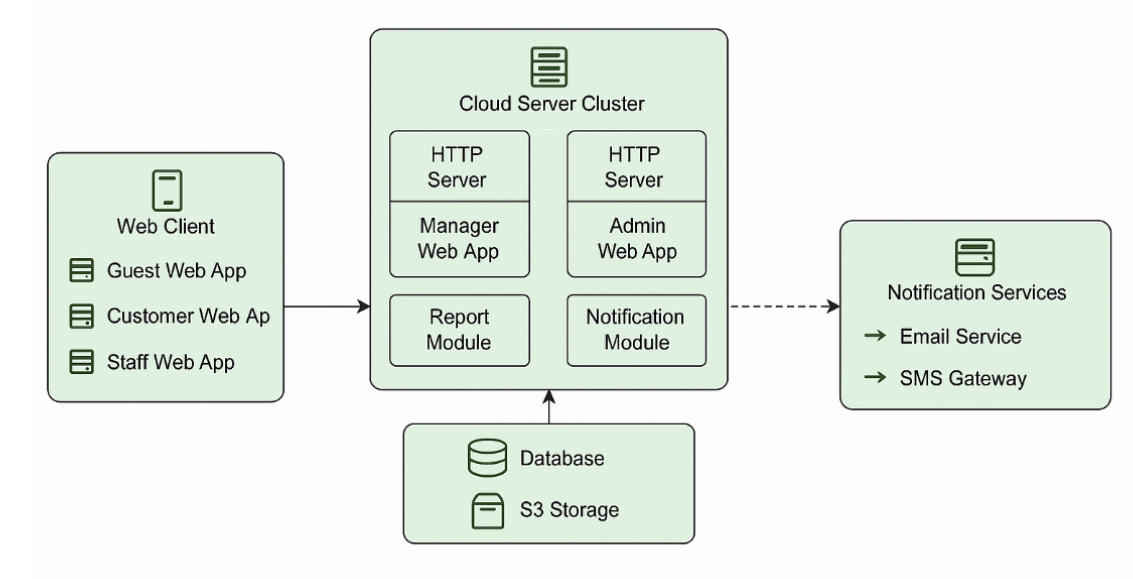 Cloud Server Cluster
HTTP
Server
Manager
Web App
HTTP
Server
Admin
Web App
Report
Module
Notification
Module
Web Client
Guest Web App
Customer Web Ap
Staff Web App
Notification Services
Email Service
SMS Gateway
Database
S3 Storage